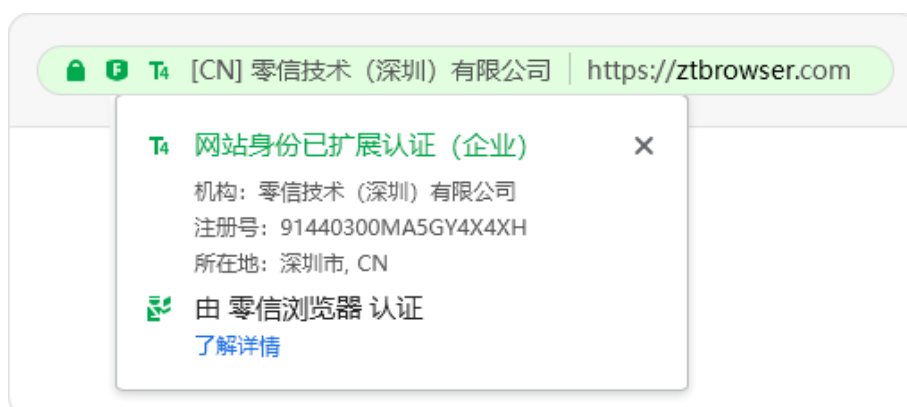 T4 [CN] 零信技术（深圳）有限公司 https://ztbrowser.com
T4 网站身份已扩展认证（企业）
机构：零信技术（深圳）有限公司
注册号：91440300MA5GY4X4XH
所在地：深圳市, CN
由 零信浏览器 认证
了解详情